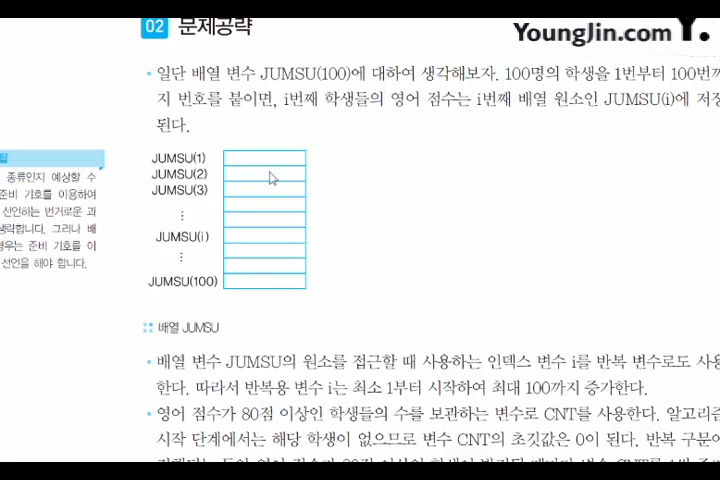 02 문제공략
YoungJin.com Y.
• 일단 배열 변수 JUMSU(100)에 대하여 생각해보자. 100명의 학생을 1번부터 100번까
지 번호를 붙이면, i번째 학생들의 영어 점수는 i번째 배열 원소인 JUMSU(i)에 저장
된다.
종류인지 예상할 수
준비 기호를 이용하여
선언하는 번거로운 과
생략합니다. 그러나 배
경우는 준비 기호를 이
선언을 해야 합니다.
JUMSU(1)
JUMSU(2)
JUMSU(3)
⋮
JUMSU(i)
⋮
JUMSU(100)
배열 JUMSU
• 배열 변수 JUMSU의 원소를 접근할 때 사용하는 인덱스 변수 i를 반복 변수로도 사용
한다. 따라서 반복용 변수 i는 최소 1부터 시작하여 최대 100까지 증가한다.
• 영어 점수가 80점 이상인 학생들의 수를 보관하는 변수로 CNT를 사용한다. 알고리즘
시작 단계에서는 해당 학생이 없으므로 변수 CNT의 초깃값은 0이 된다. 반복 구문에